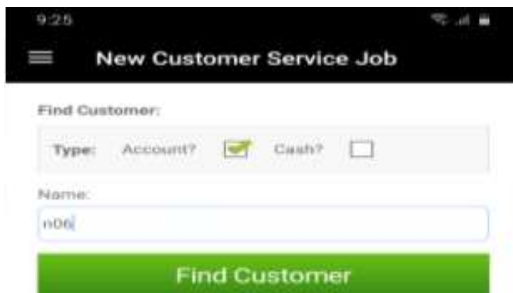 9:25
New Customer Service Job
Find Customer:
Type: Account? Cash?
Name:
n06
Find Customer